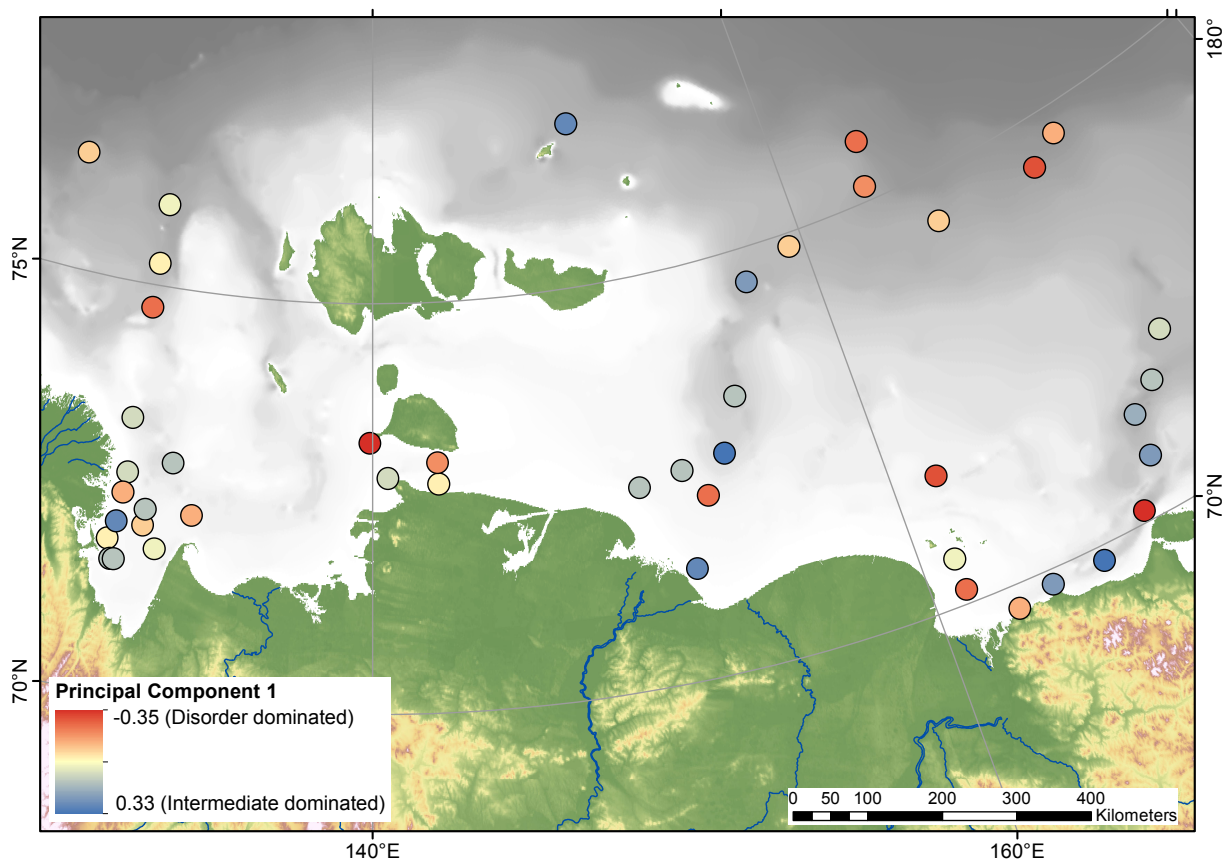 180°
75°N
70°N
70°N
Principal Component 1
-0.35 (Disorder dominated)
0.33 (Intermediate dominated)
0 50 100 200 300 400
Kilometers
140°E
160°E